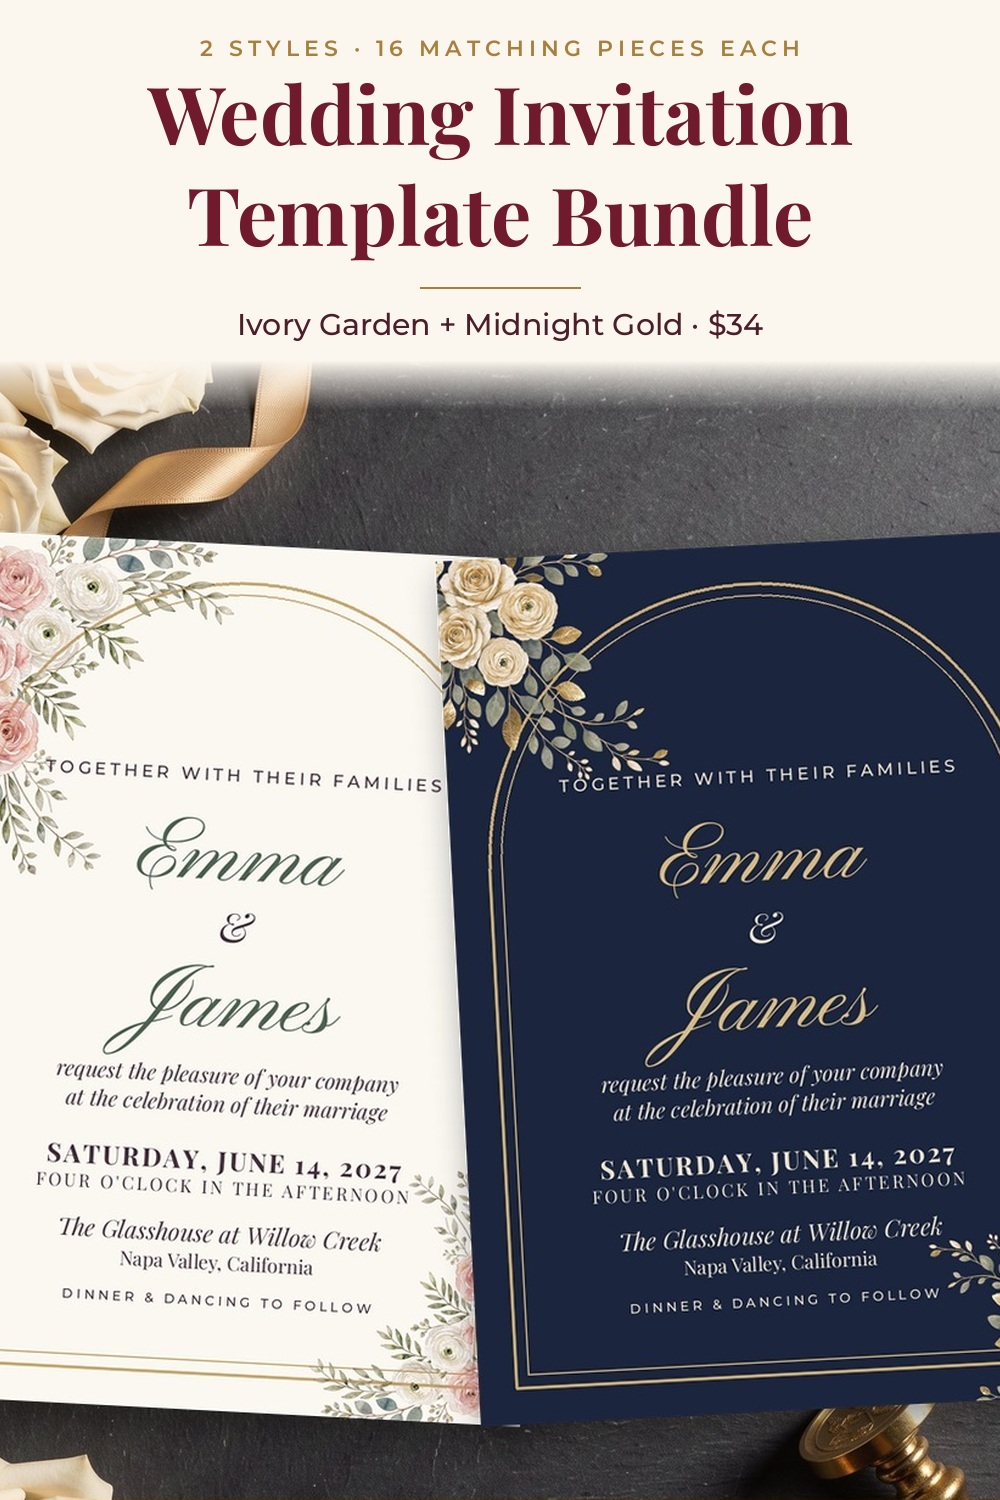 2 STYLES · 16 MATCHING PIECES EACH
Wedding Invitation
Template Bundle
Ivory Garden + Midnight Gold · $34
TOGETHER WITH THEIR FAMILIES
Emma
&
James
request the pleasure of your company
at the celebration of their marriage
SATURDAY, JUNE 14, 2027
FOUR O'CLOCK IN THE AFTERNOON
The Glasshouse at Willow Creek
Napa Valley, California
DINNER & DANCING TO FOLLOW
TOGETHER WITH THEIR FAMILIES
Emma
&
James
request the pleasure of your company
at the celebration of their marriage
SATURDAY, JUNE 14, 2027
FOUR O'CLOCK IN THE AFTERNOON
The Glasshouse at Willow Creek
Napa Valley, California
DINNER & DANCING TO FOLLOW